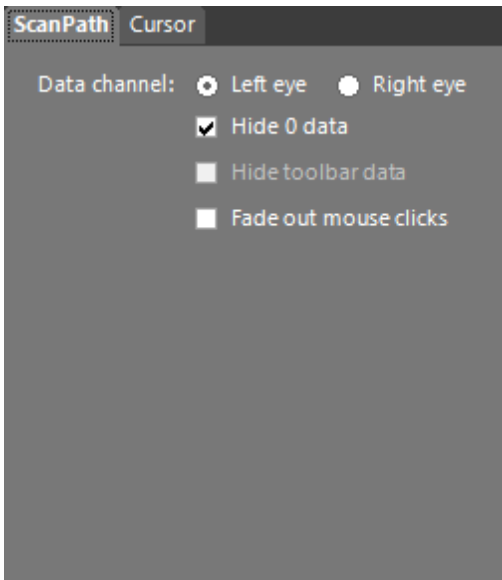 ScanPath Cursor
Data channel: Left eye Right eye
Hide 0 data
Hide toolbar data
Fade out mouse clicks